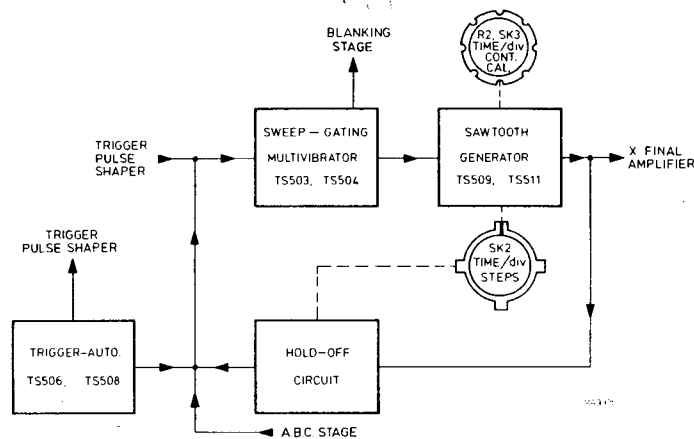 BLANKING
STAGE
R2, SK3
TIME/div
CONT.
CAL.
TRIGGER
PULSE
SHAPER
SWEEP – GATING
MULTIVIBRATOR
TS503, TS504
SAWTOOTH
GENERATOR
TS509, TS511
X FINAL
AMPLIFIER
TRIGGER
PULSE SHAPER
SK2
TIME/div
STEPS
TRIGGER-AUTO.
TS506, TS508
HOLD-OFF
CIRCUIT
A.B.C. STAGE